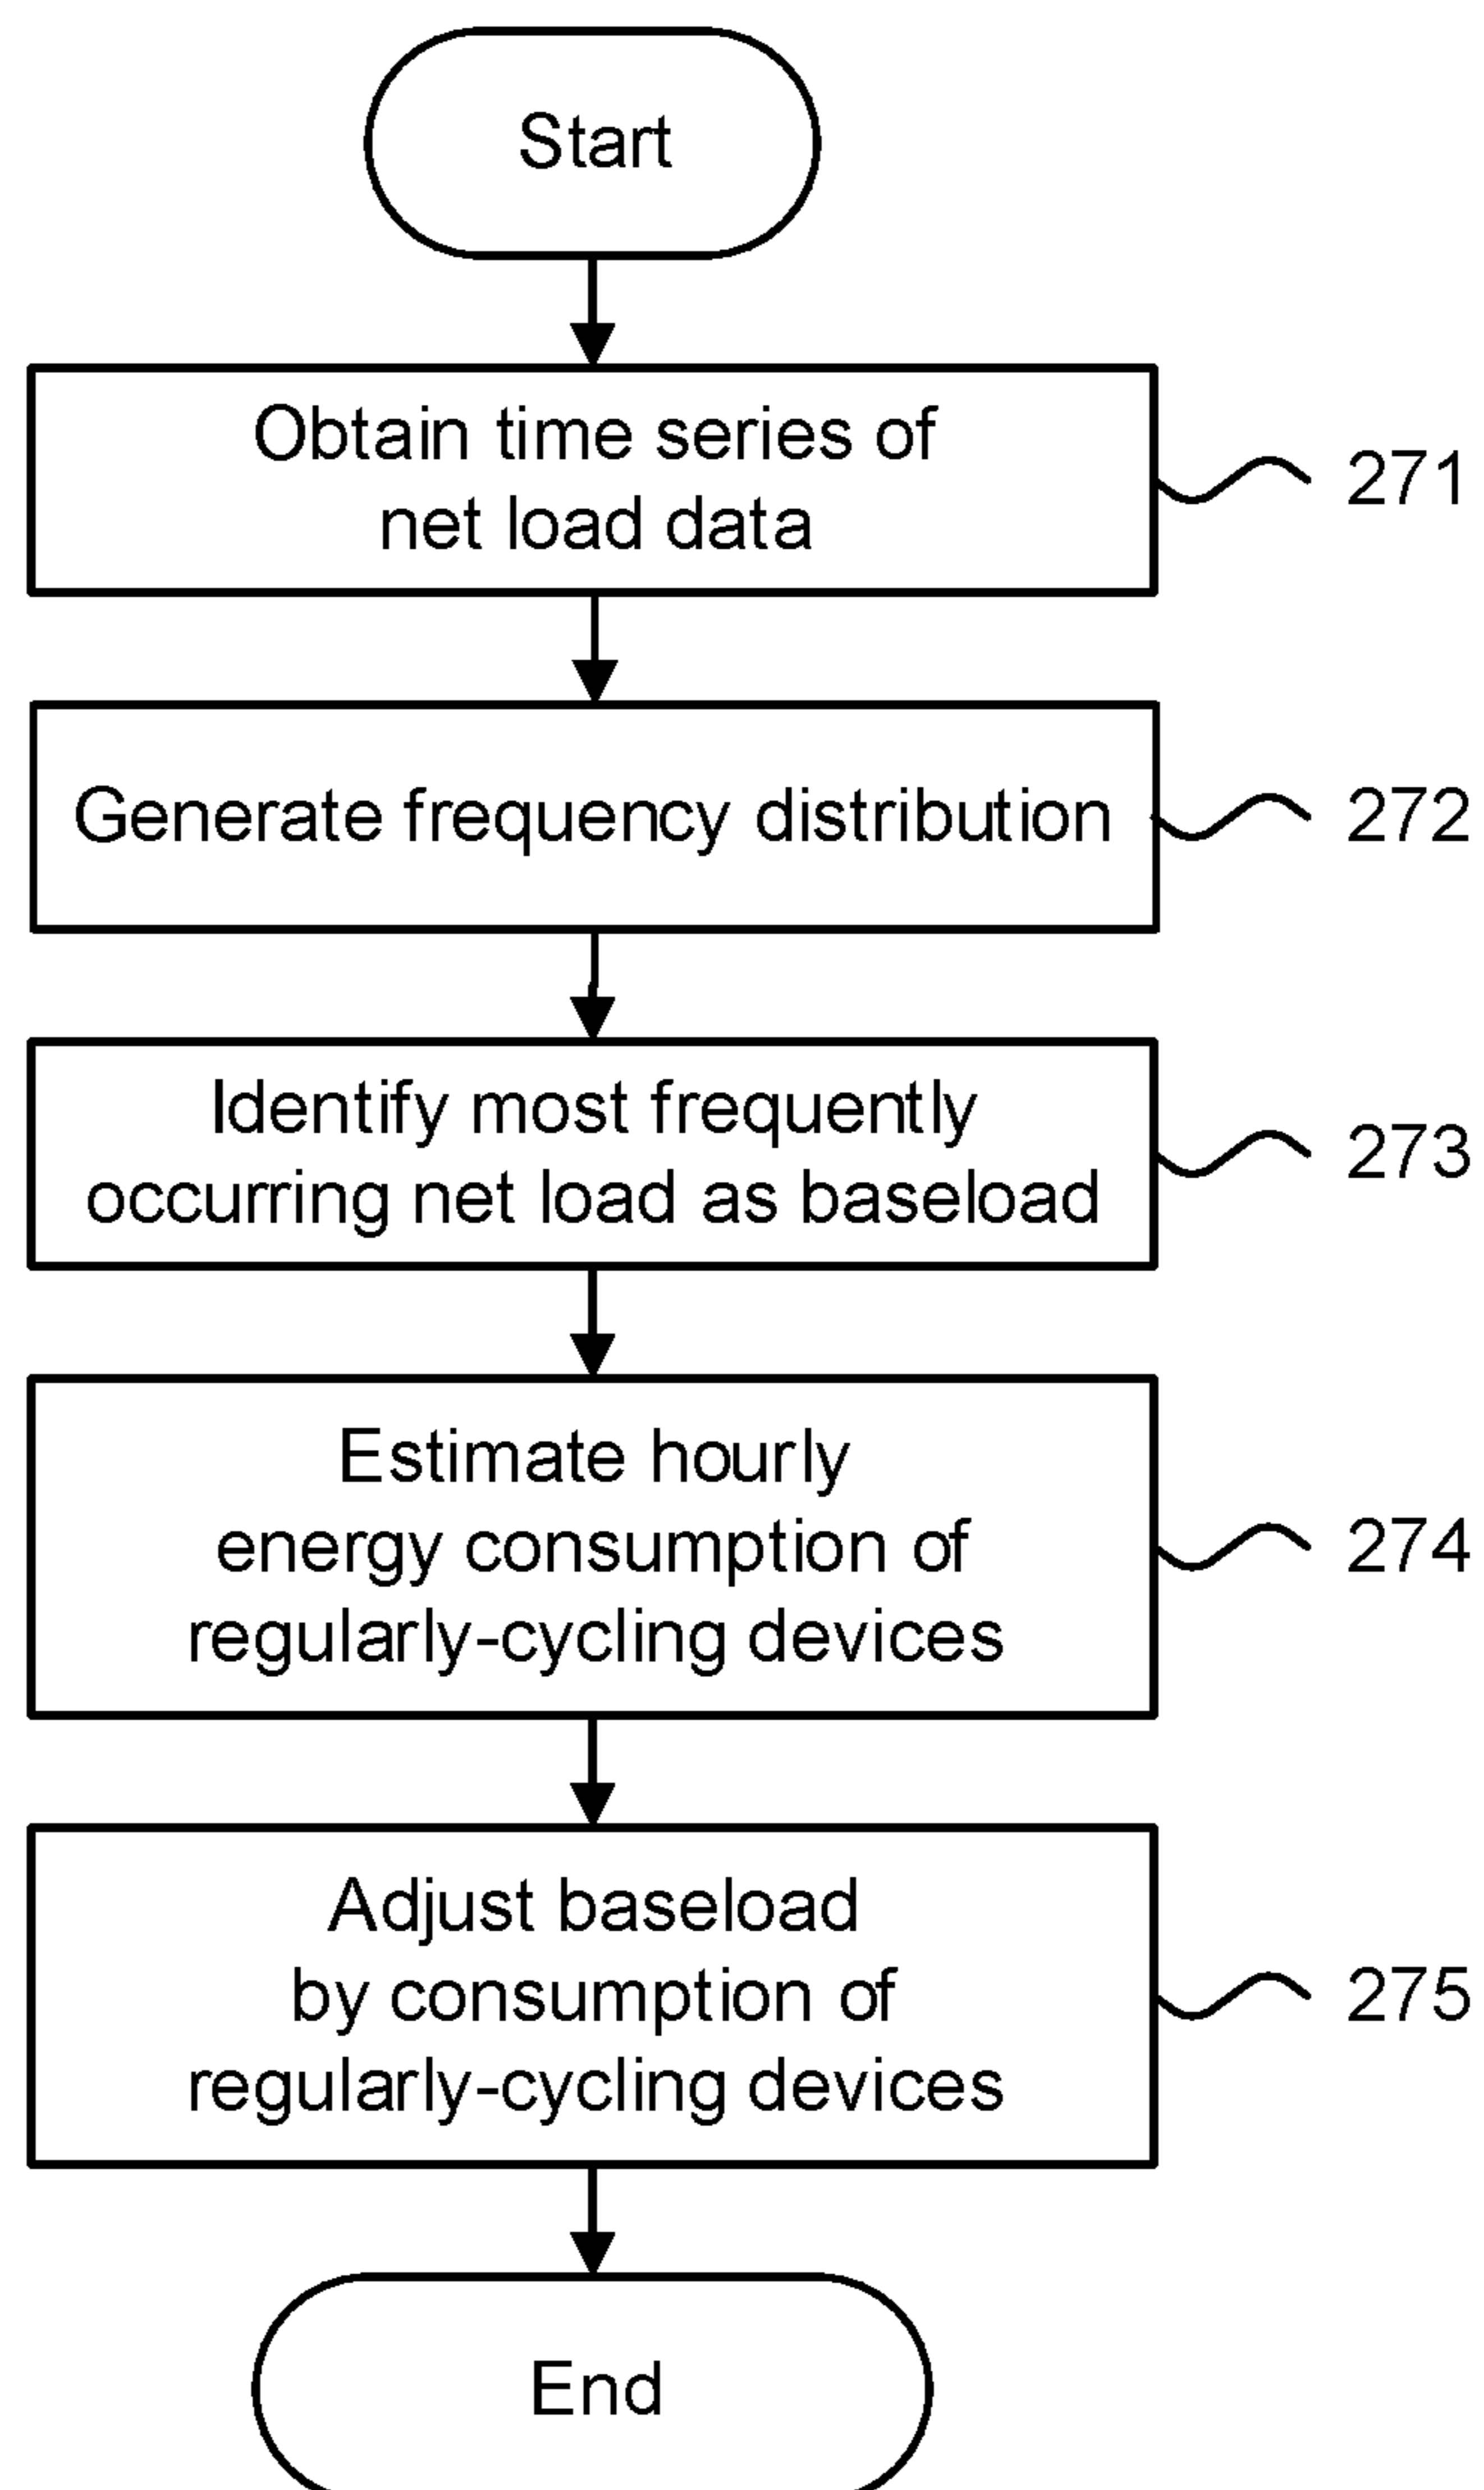 Start
Obtain time series of
net load data
271
Generate frequency distribution
272
Identify most frequently
occurring net load as baseload
273
Estimate hourly
energy consumption of
regularly-cycling devices
274
Adjust baseload
by consumption of
regularly-cycling devices
275
End